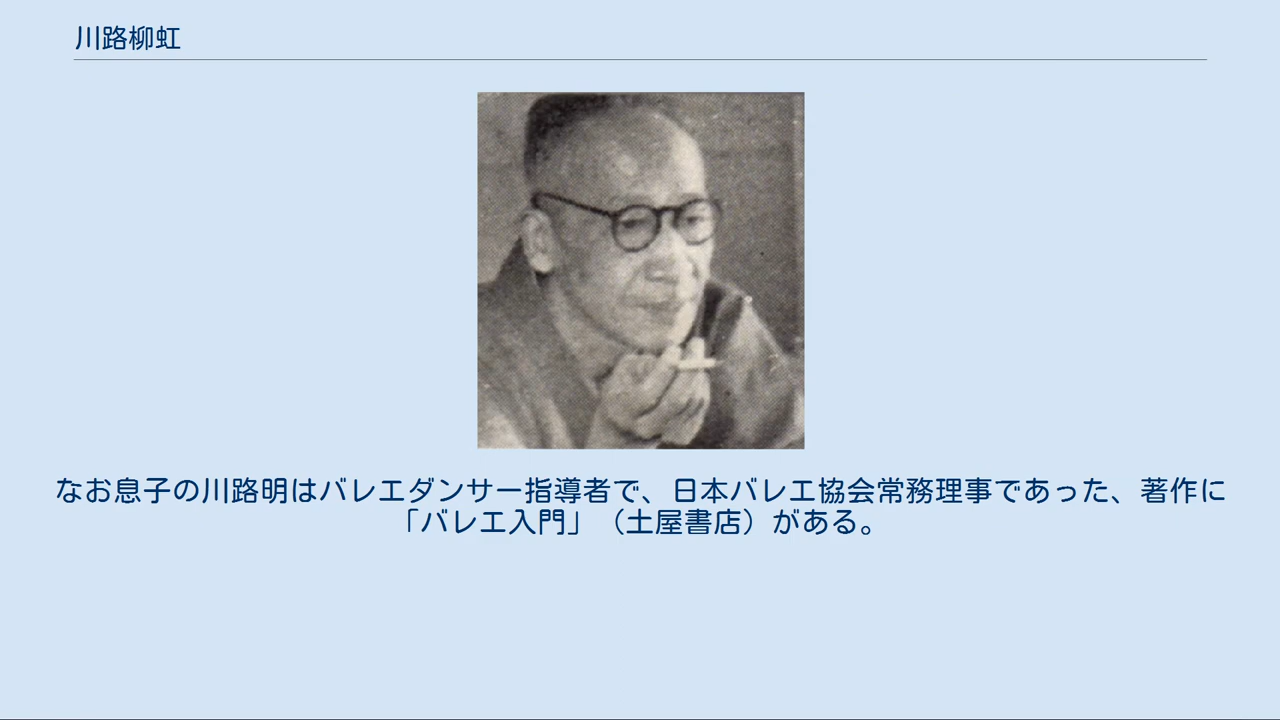 川路柳虹
なお息子の川路明はバレエダンサー指導者で、日本バレエ協会常務理事であった、著作に
「バレエ入門」（土屋書店）がある。